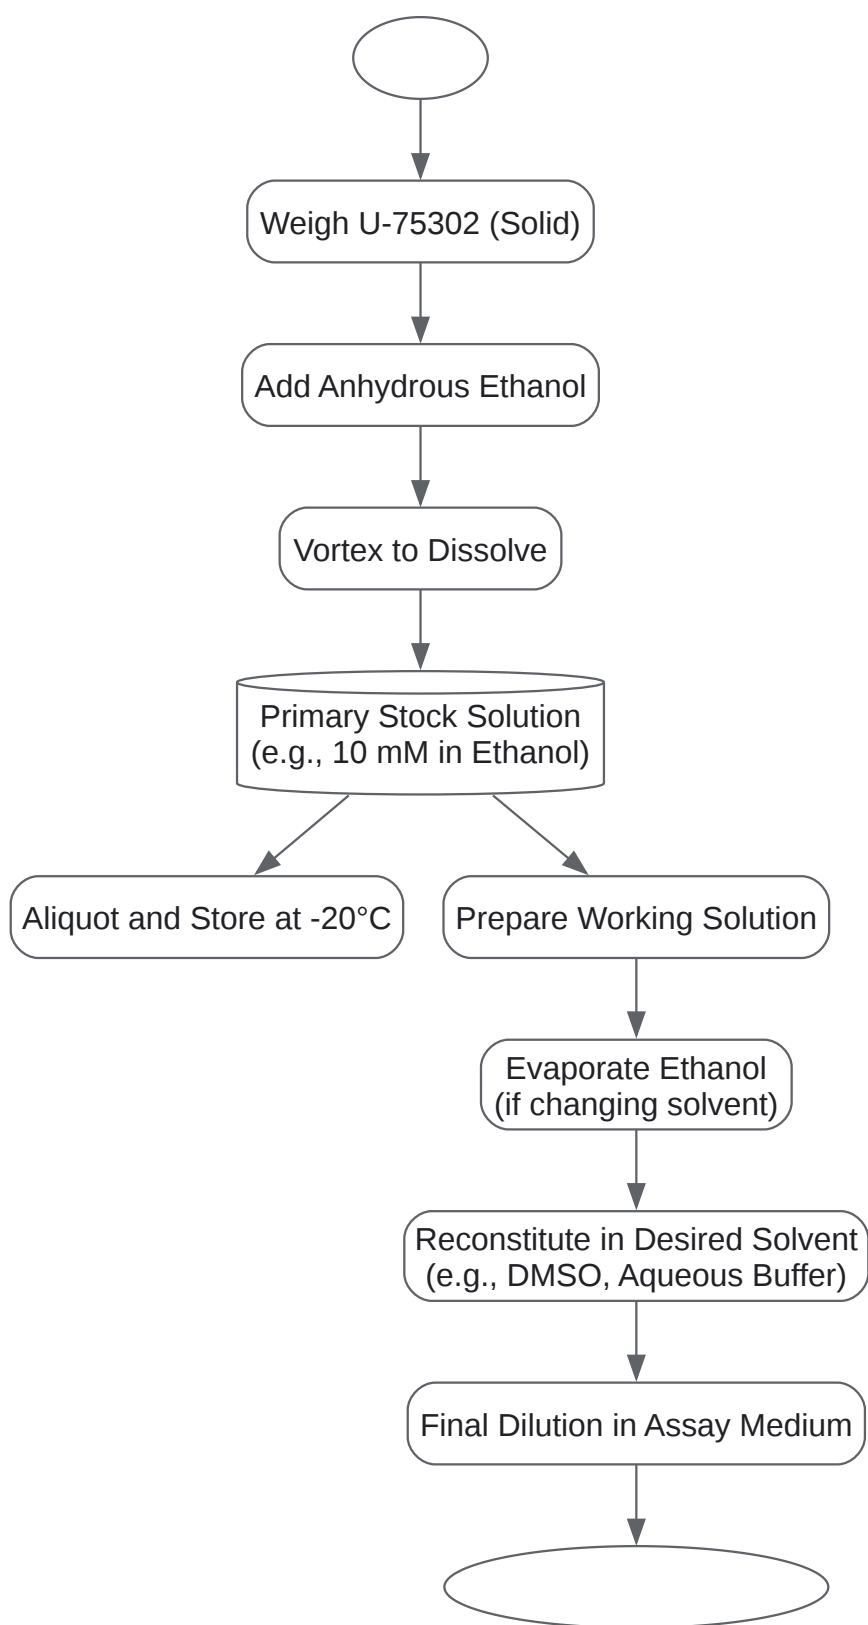 Weigh U-75302 (Solid)
Add Anhydrous Ethanol
Vortex to Dissolve
Primary Stock Solution
(e.g., 10 mM in Ethanol)
Aliquot and Store at -20°C
Prepare Working Solution
Evaporate Ethanol
(if changing solvent)
Reconstitute in Desired Solvent
(e.g., DMSO, Aqueous Buffer)
Final Dilution in Assay Medium